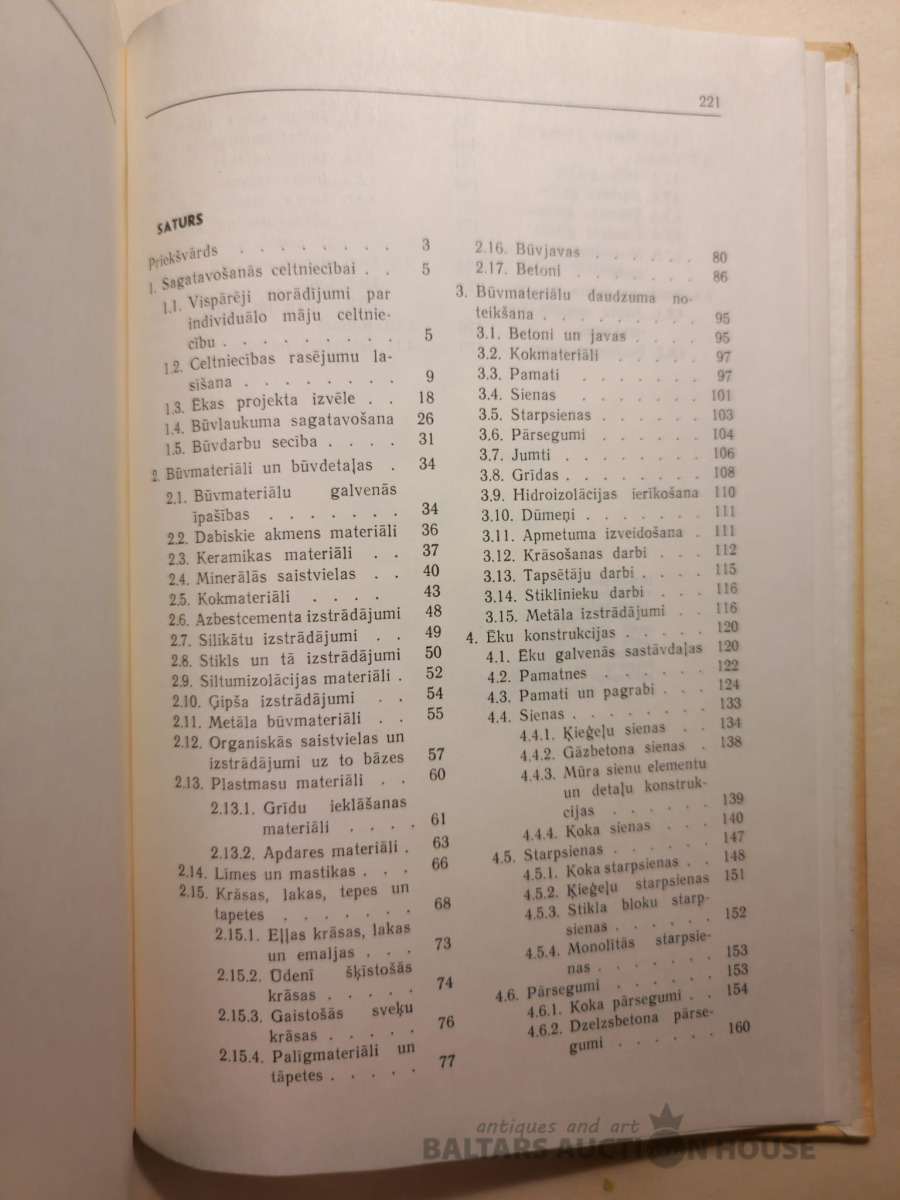 221
SATURS
Priekšvārds . . . . . . . . 3
1. Sagatavošanās celtniecībai . . 5
1.1. Vispārēji norādījumi par
individuālo māju celtnie-
cību . . . . . . . . . 5
1.2. Celtniecības rasējumu la-
sīšana . . . . . . . . 9
1.3. Ēkas projekta izvēle . . 18
1.4. Būvlaukuma sagatavošana 26
1.5. Būvdarbu secība . . . . 31
2. Būvmateriāli un būvdetaļas . 34
2.1. Būvmateriālu galvenās
īpašības . . . . . . . 34
2.2. Dabiskie akmens materiāli 36
2.3. Keramikas materiāli . . 37
2.4. Minerālās saistvielas . . 40
2.5. Kokmateriāli . . . . 43
2.6. Azbestcementa izstrādājumi 48
2.7. Silikātu izstrādājumi . . 49
2.8. Stikls un tā izstrādājumi 50
2.9. Siltumizolācijas materiāli . 52
2.10. Ģipša izstrādājumi . . 54
2.11. Metāla būvmateriāli . . 55
2.12. Organiskās saistvielas un
izstrādājumi uz to bāzes 57
2.13. Plastmasu materiāli . . 60
2.13.1. Grīdu ieklāšanas
materiāli . . . . 61
2.13.2. Apdares materiāli . 63
2.14. Līmes un mastikas . . . 66
2.15. Krāsas, lakas, tepes un
tapetes . . . . . . . 68
2.15.1. Eļļas krāsas, lakas
un emaljas . . . 73
2.15.2. Ūdenī šķīstošās
krāsas . . . . . 74
2.15.3. Gaistošās sveķu
krāsas . . . . . 76
2.15.4. Palīgmateriāli un
tāpetes . . . . . 77
2.16. Būvjavas . . . . . . 80
2.17. Betoni . . . . . . . 86
3. Būvmateriālu daudzuma no-
teikšana . . . . . . . . . 95
3.1. Betoni un javas . . . . 95
3.2. Kokmateriāli . . . . . 97
3.3. Pamati . . . . . . . 97
3.4. Sienas . . . . . . . 101
3.5. Starpsienas . . . . . . 103
3.6. Pārsegumi . . . . . . 104
3.7. Jumti . . . . . . . . 106
3.8. Grīdas . . . . . . . . 108
3.9. Hidroizolācijas ierīkošana 110
3.10. Dūmeņi . . . . . . . 111
3.11. Apmetuma izveidošana . 111
3.12. Krāsošanas darbi . . . 112
3.13. Tapsētāju darbi . . . . 115
3.14. Stiklinieku darbi . . . 116
3.15. Metāla izstrādājumi . . 116
4. Ēku konstrukcijas . . . . . 120
4.1. Ēku galvenās sastāvdaļas 120
4.2. Pamatnes . . . . . . 122
4.3. Pamati un pagrabi . . . 124
4.4. Sienas . . . . . . . . 133
4.4.1. Ķieģeļu sienas . . 134
4.4.2. Gāzbetona sienas . 138
4.4.3. Mūra sienu elementu
un detaļu konstruk-
cijas . . . . . . 139
4.4.4. Koka sienas . . . 140
4.5. Starpsienas . . . . . . 147
4.5.1. Koka starpsienas . . 148
4.5.2. Ķieģeļu starpsienas 151
4.5.3. Stikla bloku starp-
sienas . . . . . . 152
4.5.4. Monolītās starpsie-
nas . . . . . . . 153
4.6. Pārsegumi . . . . . . 153
4.6.1. Koka pārsegumi . . 154
4.6.2. Dzelzsbetona pārse-
gumi . . . . . . 160
antiques and art
BALTARS AUCTION HOUSE